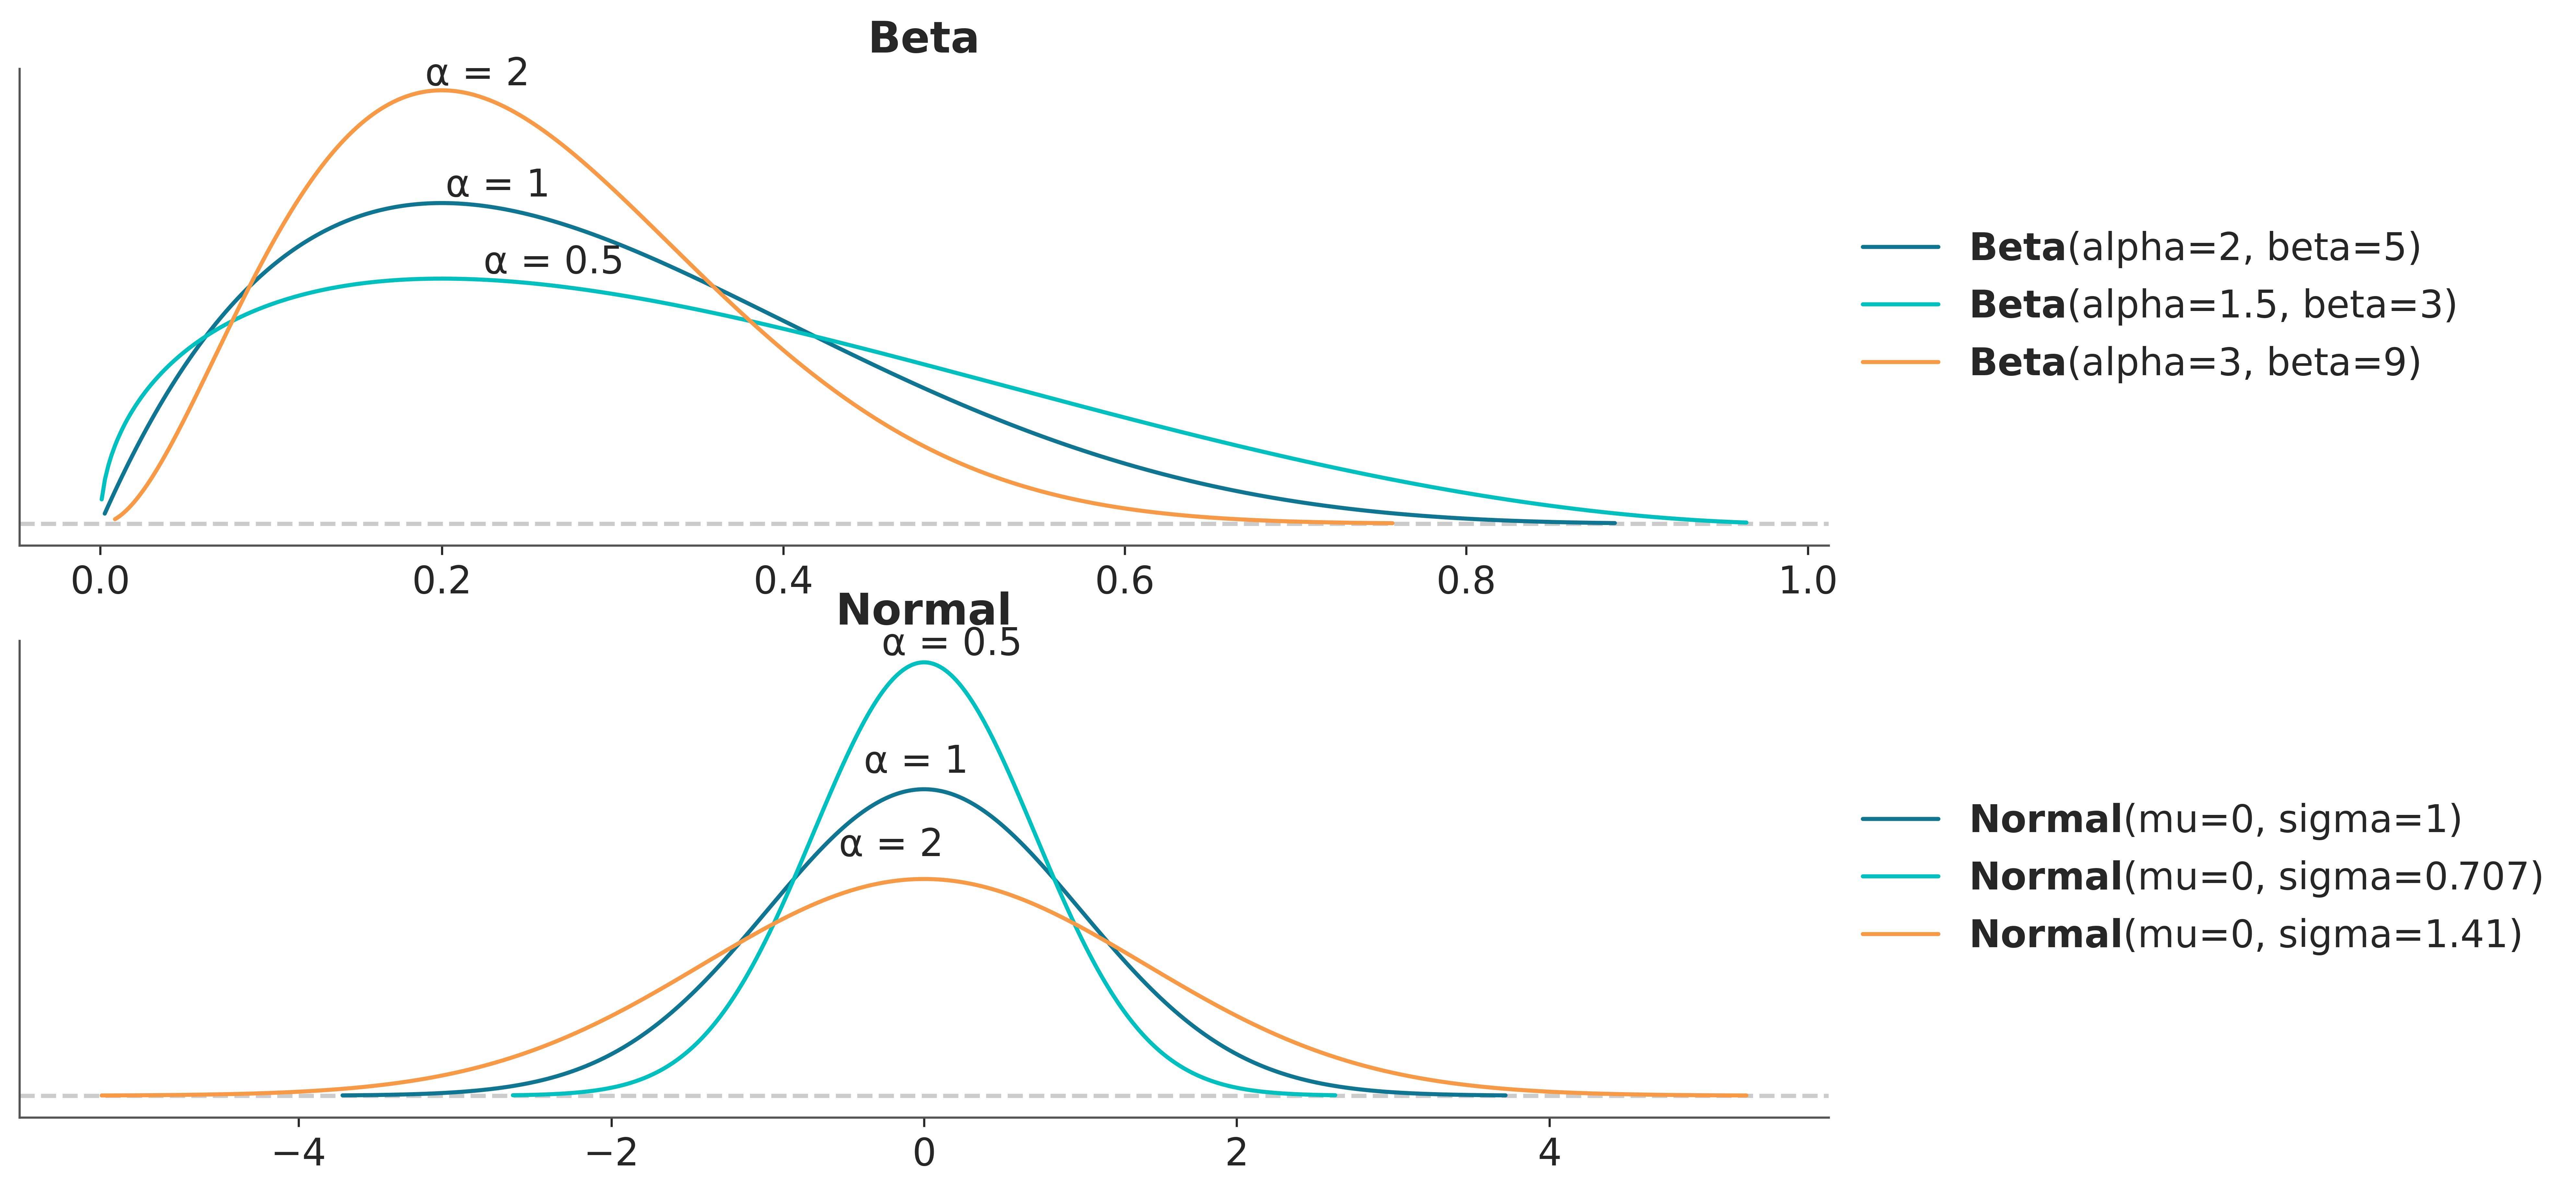 Beta
α = 2
α = 1
α = 0.5
Beta(alpha=2, beta=5)
Beta(alpha=1.5, beta=3)
Beta(alpha=3, beta=9)
0.0 0.2 0.4 0.6 0.8 1.0
Normal
α = 0.5
α = 1
α = 2
Normal(mu=0, sigma=1)
Normal(mu=0, sigma=0.707)
Normal(mu=0, sigma=1.41)
−4 −2 0 2 4